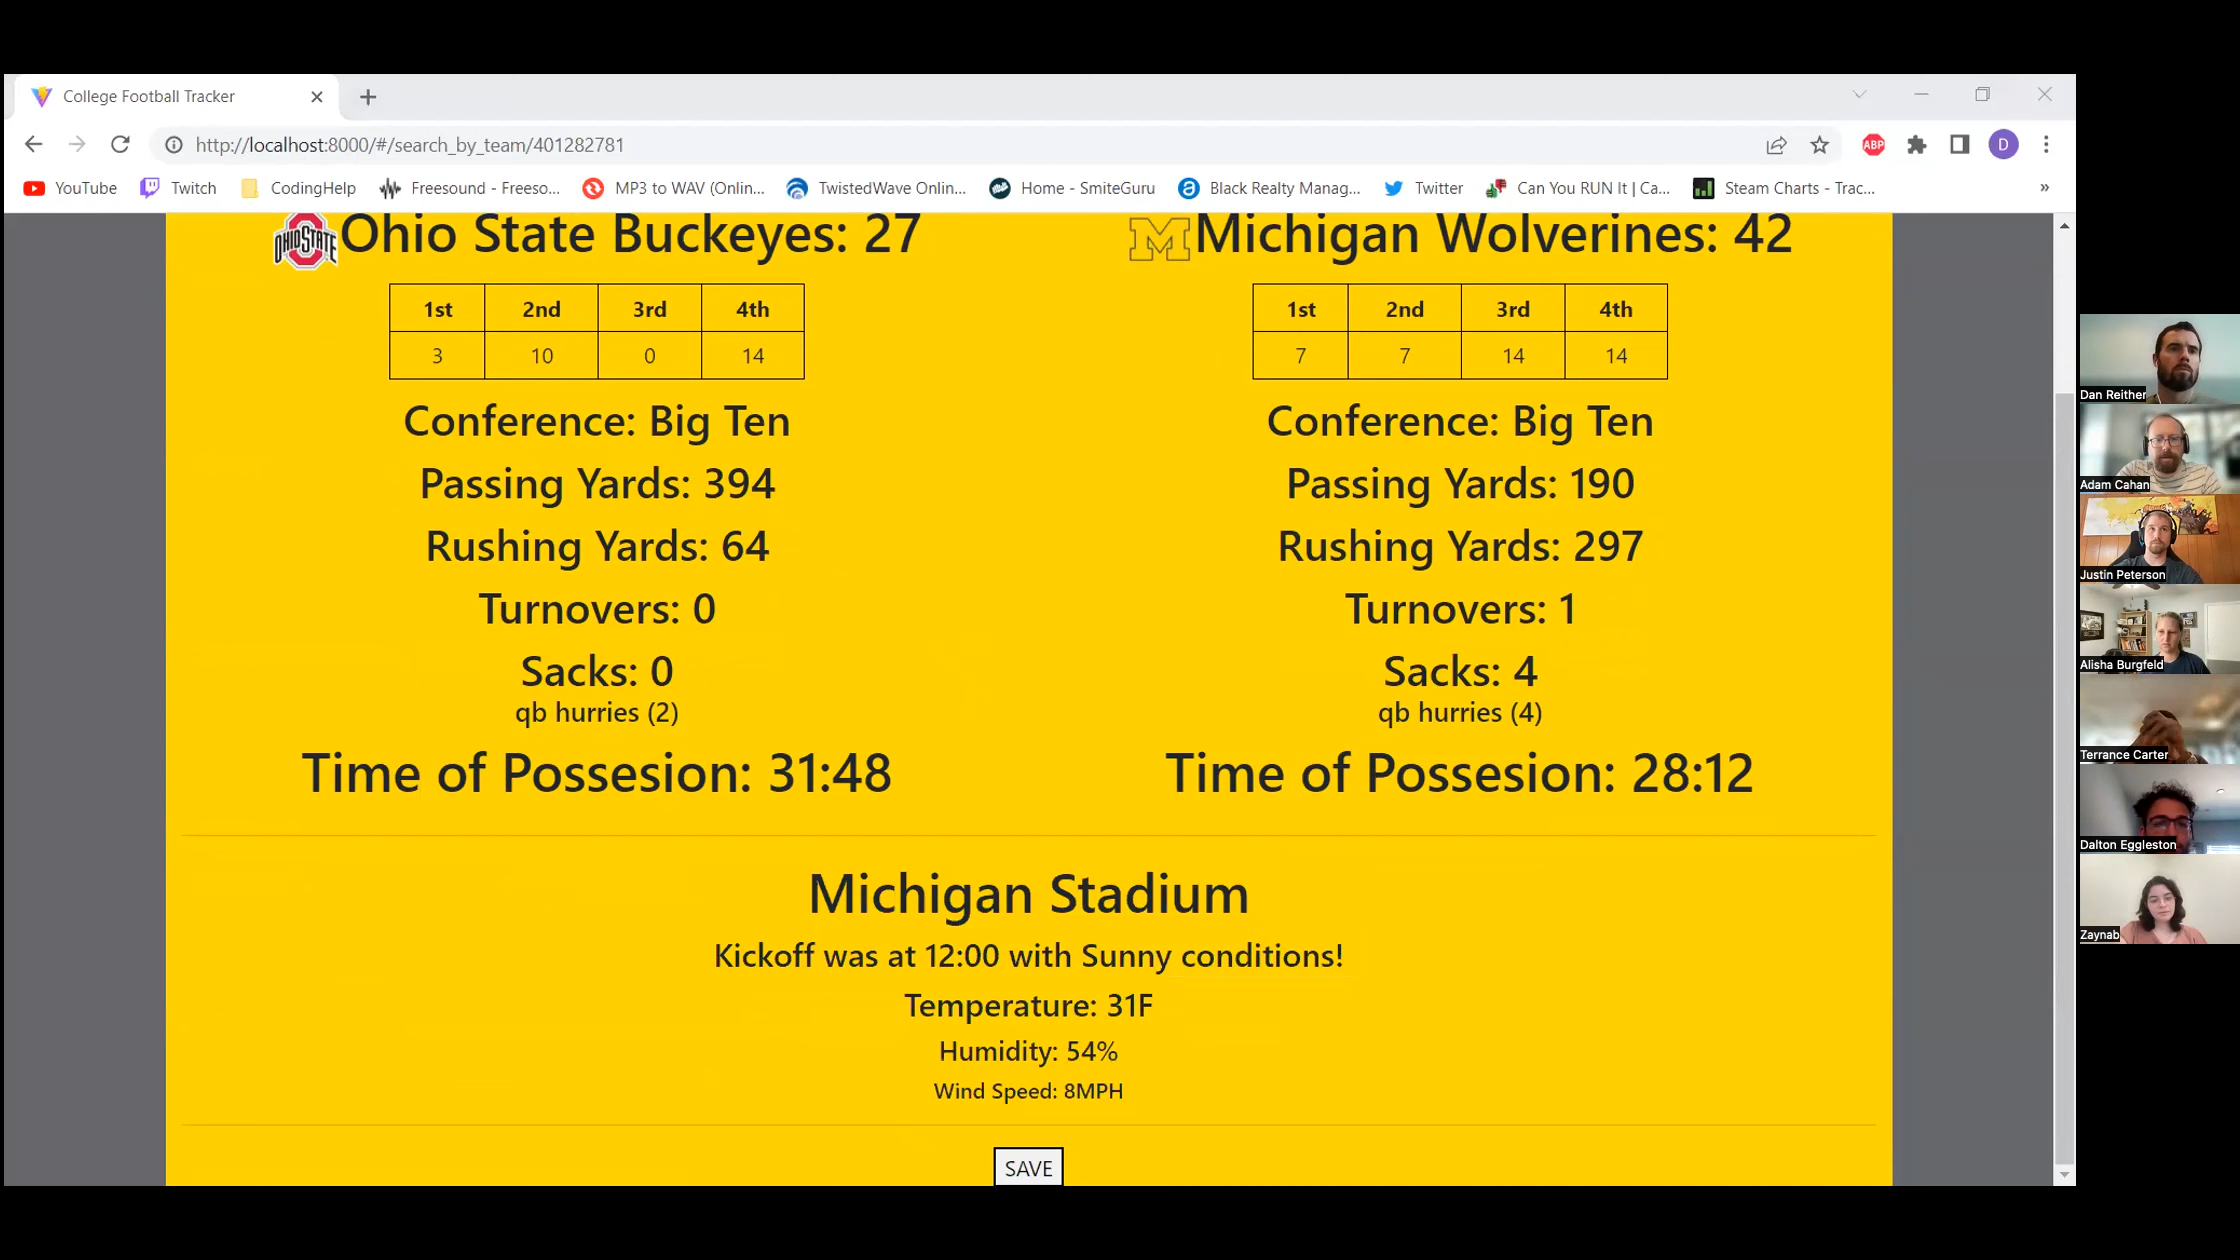 College Football Tracker
http://localhost:8000/#/search_by_team/401282781
ABP
D
YouTube
Twitch
CodingHelp
Freesound - Freeso...
MP3 to WAV (Onlin...
TwistedWave Onlin...
Home - SmiteGuru
Black Realty Manag...
Twitter
Can You RUN It | Ca...
Steam Charts - Trac...
»
OHIO STATE
Ohio State Buckeyes: 27
M
Michigan Wolverines: 42
1st 2nd 3rd 4th
3 10 0 14
1st 2nd 3rd 4th
7 7 14 14
Conference: Big Ten
Passing Yards: 394
Rushing Yards: 64
Turnovers: 0
Sacks: 0
qb hurries (2)
Time of Possesion: 31:48
Conference: Big Ten
Passing Yards: 190
Rushing Yards: 297
Turnovers: 1
Sacks: 4
qb hurries (4)
Time of Possesion: 28:12
Michigan Stadium
Kickoff was at 12:00 with Sunny conditions!
Temperature: 31F
Humidity: 54%
Wind Speed: 8MPH
SAVE
Dan Reither
Adam Cahan
Justin Peterson
Alisha Burgfeld
Terrance Carter
Dalton Eggleston
Zaynab